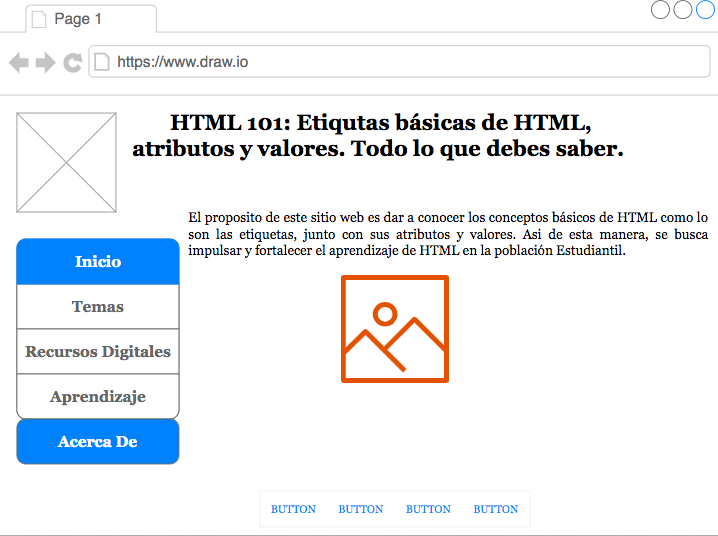 Page 1
https://www.draw.io
HTML 101: Etiqutas básicas de HTML,
atributos y valores. Todo lo que debes saber.
El proposito de este sitio web es dar a conocer los conceptos básicos de HTML como lo
son las etiquetas, junto con sus atributos y valores. Asi de esta manera, se busca
impulsar y fortalecer el aprendizaje de HTML en la población Estudiantil.
Inicio
Temas
Recursos Digitales
Aprendizaje
Acerca De
BUTTON BUTTON BUTTON BUTTON